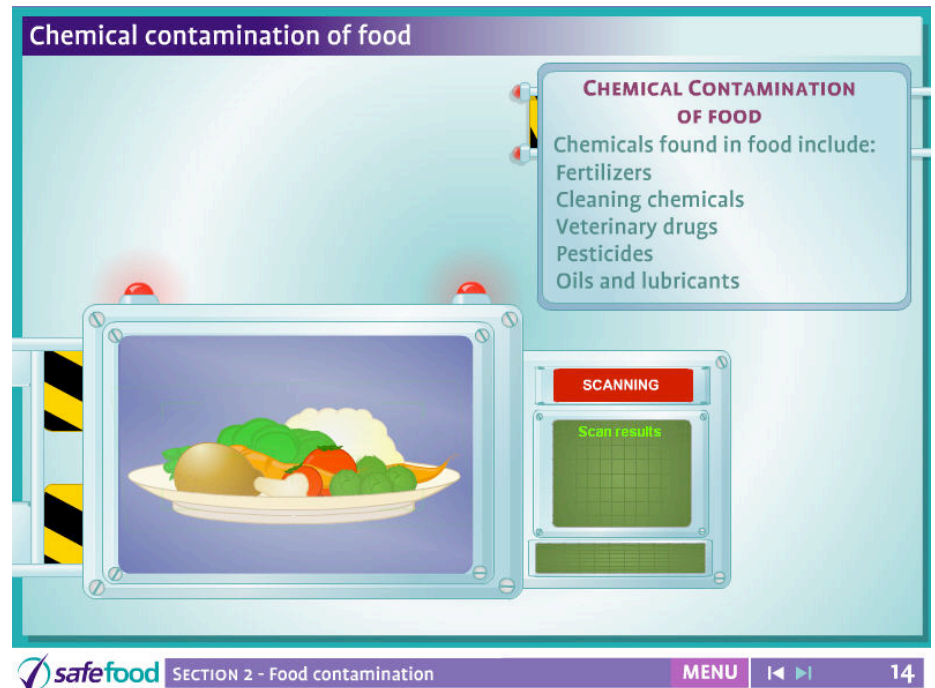 Chemical contamination of food
CHEMICAL CONTAMINATION
OF FOOD
Chemicals found in food include:
Fertilizers
Cleaning chemicals
Veterinary drugs
Pesticides
Oils and lubricants
SCANNING
Scan results
safefood SECTION 2 - Food contamination MENU 14